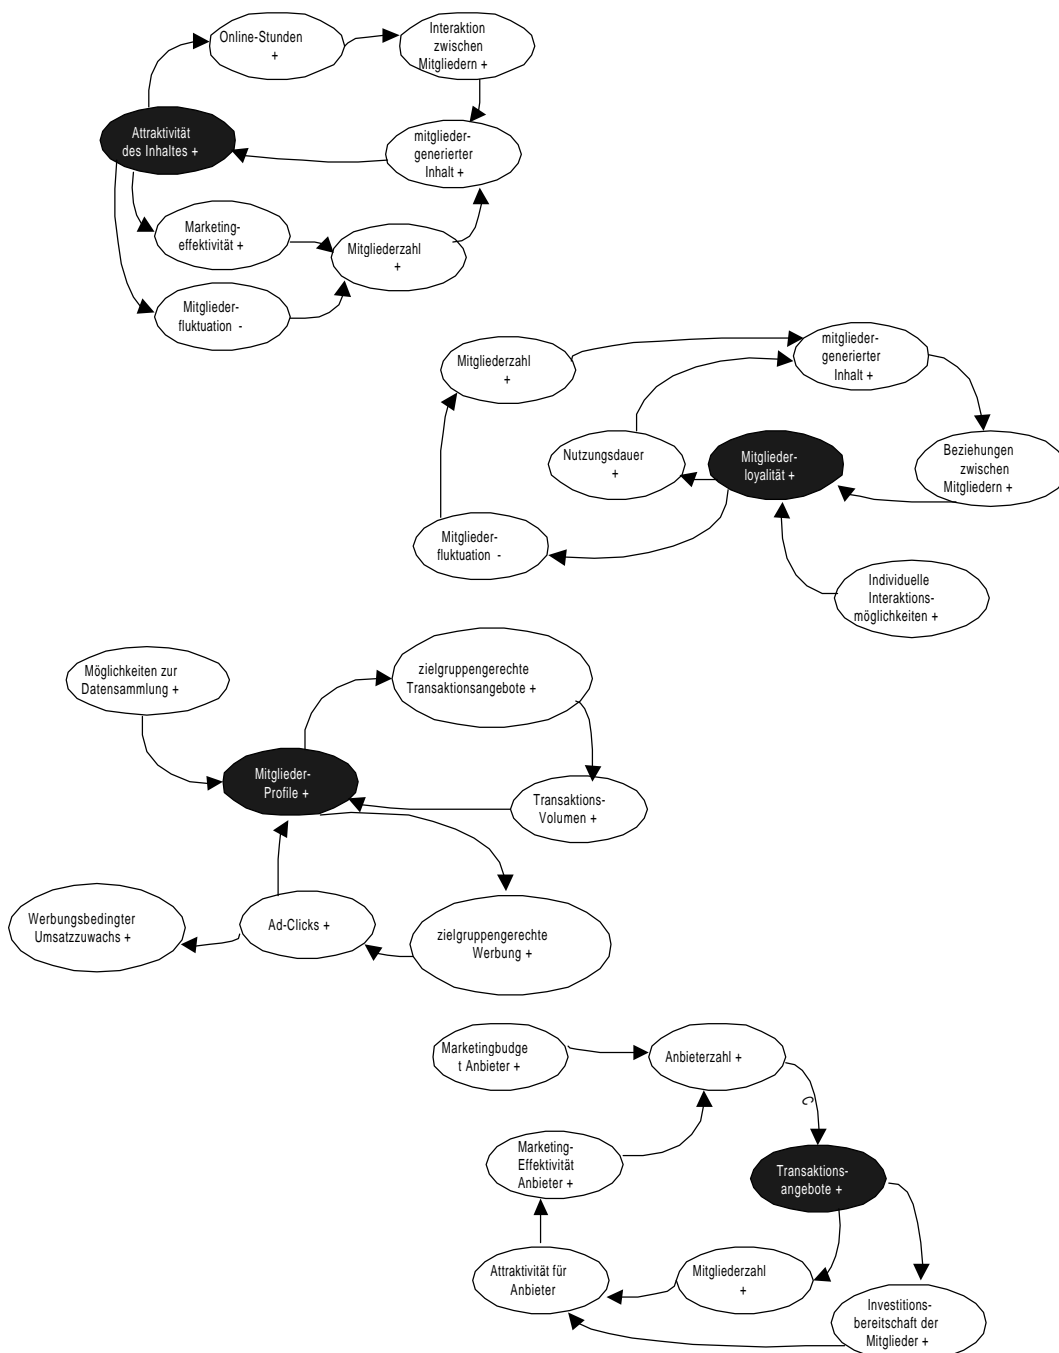 Online-Stunden
+
Interaktion
zwischen
Mitgliedern +
Attraktivität
des Inhaltes +
mitglieder-
generierter
Inhalt +
Marketing-
effektivität +
Mitgliederzahl
+
Mitglieder-
fluktuation -
mitglieder-
generierter
Inhalt +
Mitgliederzahl
+
Nutzungsdauer
+
Mitglieder-
loyalität +
Beziehungen
zwischen
Mitgliedern +
Mitglieder-
fluktuation -
Individuelle
Interaktions-
möglichkeiten +
Möglichkeiten zur
Datensammlung +
zielgruppengerechte
Transaktionsangebote +
Mitglieder-
Profile +
Transaktions-
Volumen +
Werbungsbedingter
Umsatzzuwachs +
Ad-Clicks +
zielgruppengerechte
Werbung +
Marketingbudge
t Anbieter +
Anbieterzahl +
C
Marketing-
Effektivität
Anbieter +
Transaktions-
angebote +
Attraktivität für
Anbieter
Mitgliederzahl
+
Investitions-
bereitschaft der
Mitglieder +